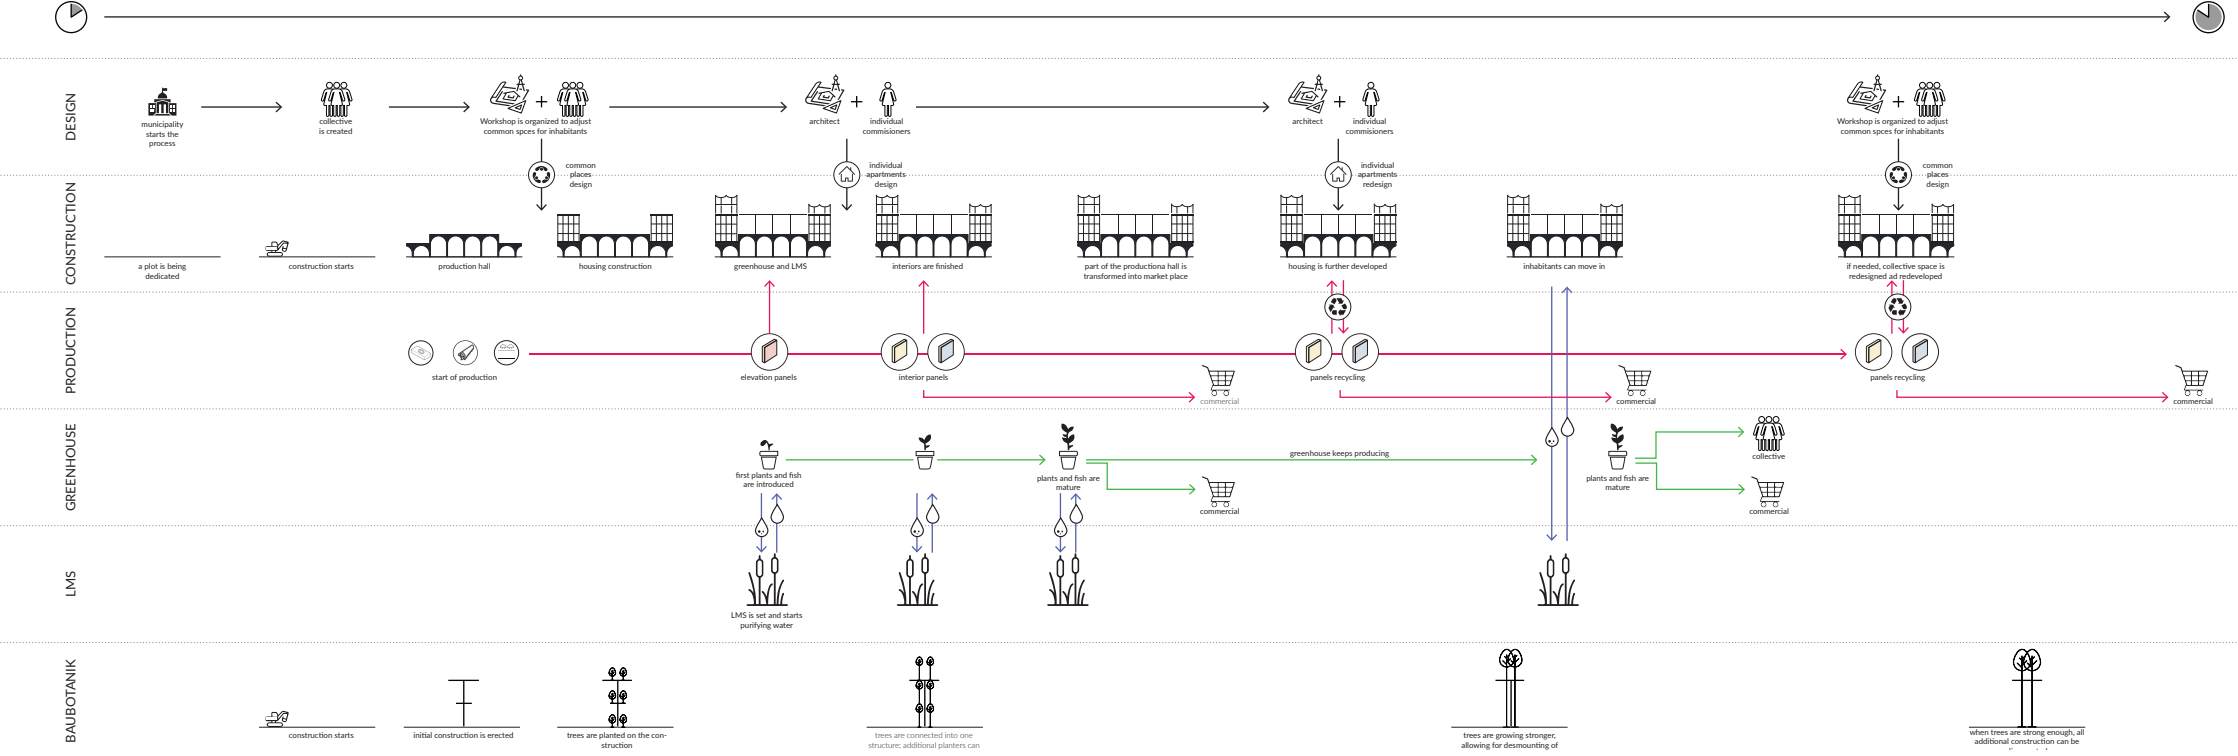 DESIGN
municipality
starts the
process
collective
is created
Workshop is organized to adjust
common spces for inhabitants
architect
individual
commisioners
architect
individual
commisioners
Workshop is organized to adjust
common spces for inhabitants
common
places
design
individual
apartments
design
individual
apartments
redesign
common
places
design
CONSTRUCTION
a plot is being
dedicated
construction starts
production hall
housing construction
greenhouse and LMS
interiors are finished
part of the productiona hall is
transformed into market place
housing is further developed
inhabitants can move in
if needed, collective space is
redesigned ad redeveloped
PRODUCTION
start of production
elevation panels
interior panels
commercial
panels recycling
commercial
panels recycling
commercial
GREENHOUSE
first plants and fish
are introduced
plants and fish are
mature
commercial
greenhouse keeps producing
plants and fish are
mature
collective
commercial
LMS
LMS is set and starts
purifying water
BAUBOTANIK
construction starts
initial construction is erected
trees are planted on the con-
struction
trees are connected into one
structure; additional planters can
trees are growing stronger,
allowing for desmounting of
when trees are strong enough, all
additional construction can be